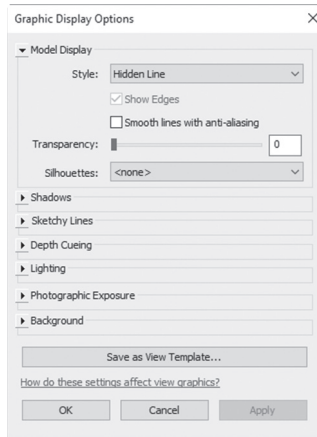 Graphic Display Options
Model Display
Style: Hidden Line
Show Edges
Smooth lines with anti-aliasing
Transparency: 0
Silhouettes: <none>
Shadows
Sketchy Lines
Depth Cueing
Lighting
Photographic Exposure
Background
Save as View Template...
How do these settings affect view graphics?
OK Cancel Apply